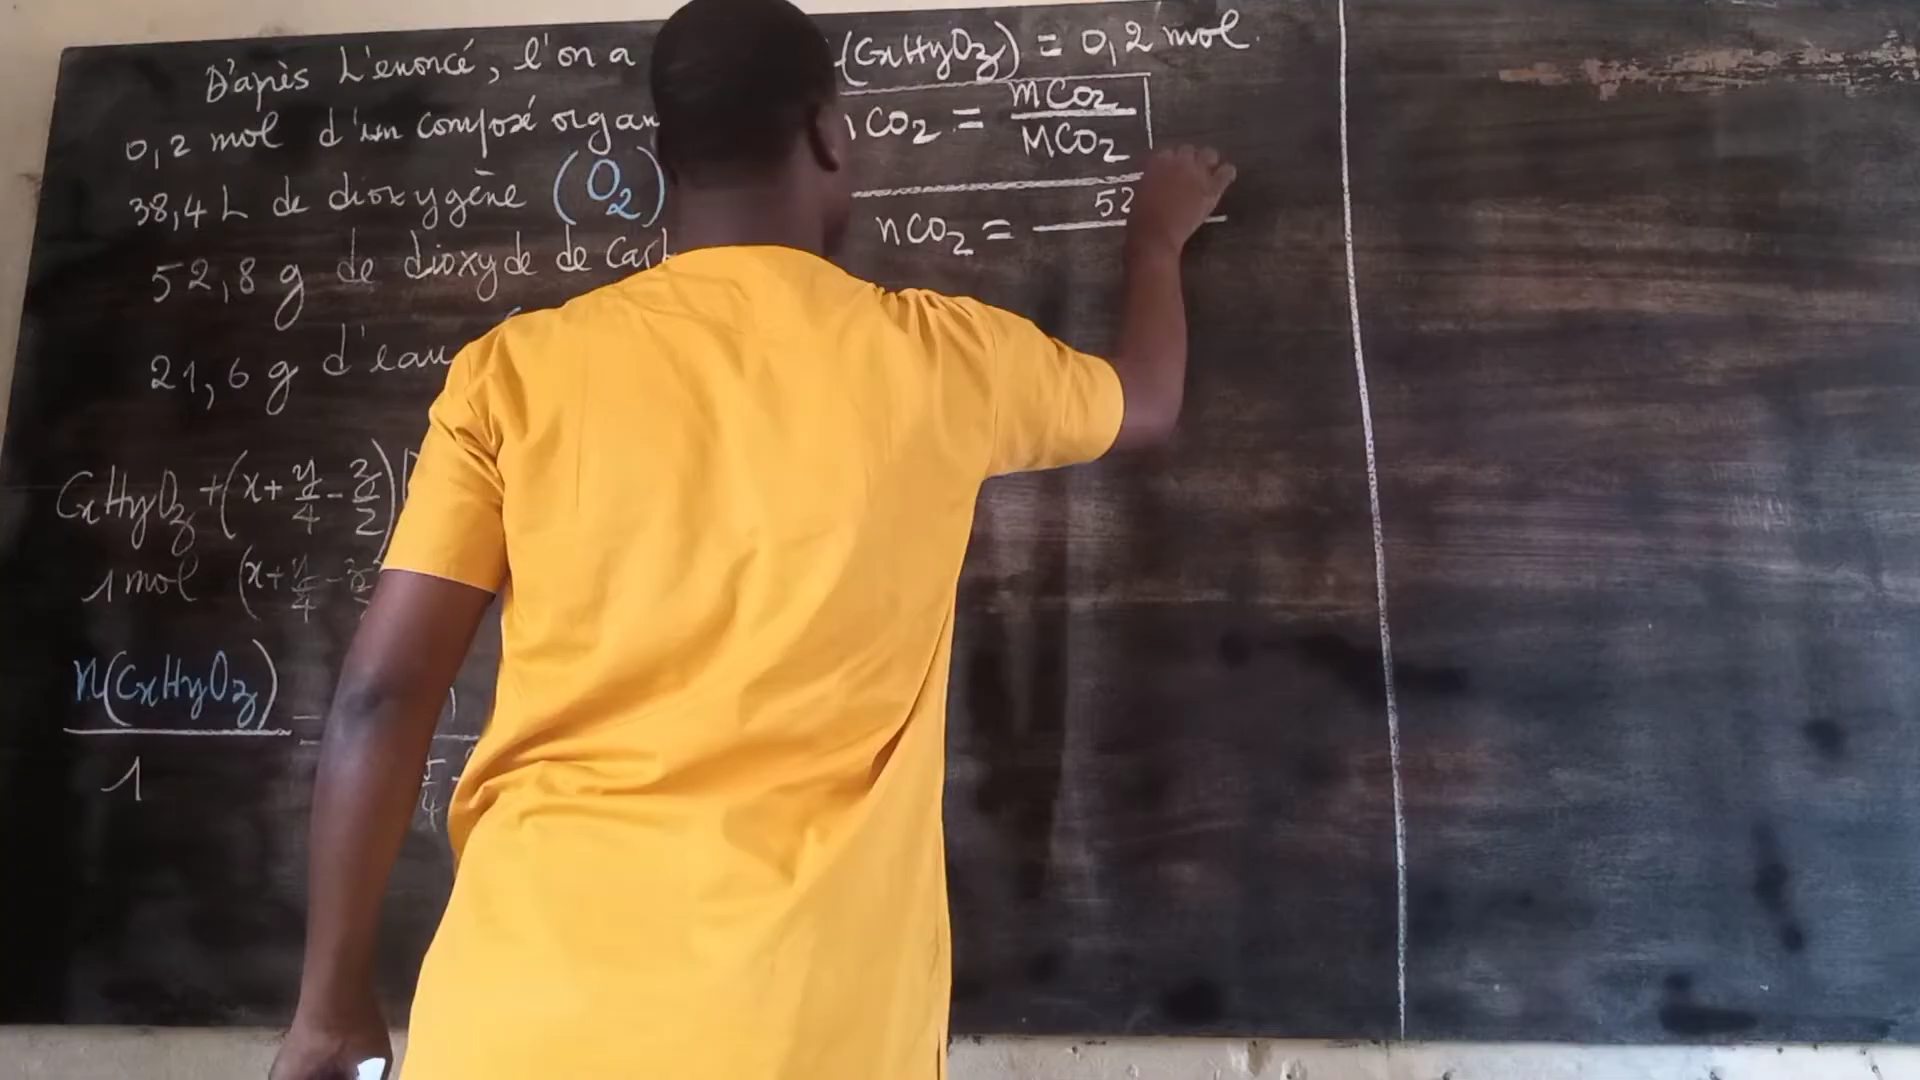 D'après L'enoncé, l'on a
0,2 mol d'un composé organ
38,4 L de dioxygène (O2)
52,8 g de dioxyde de
21,6 g d'eau
CxHyOz + (x + y/4 - z/2)
1 mol (x + y/4 - z/2
n(CxHyOz)/1 =
(CxHyOz) = 0,2 mol.
nCO2 = mCO2/MCO2
nCO2 = 52